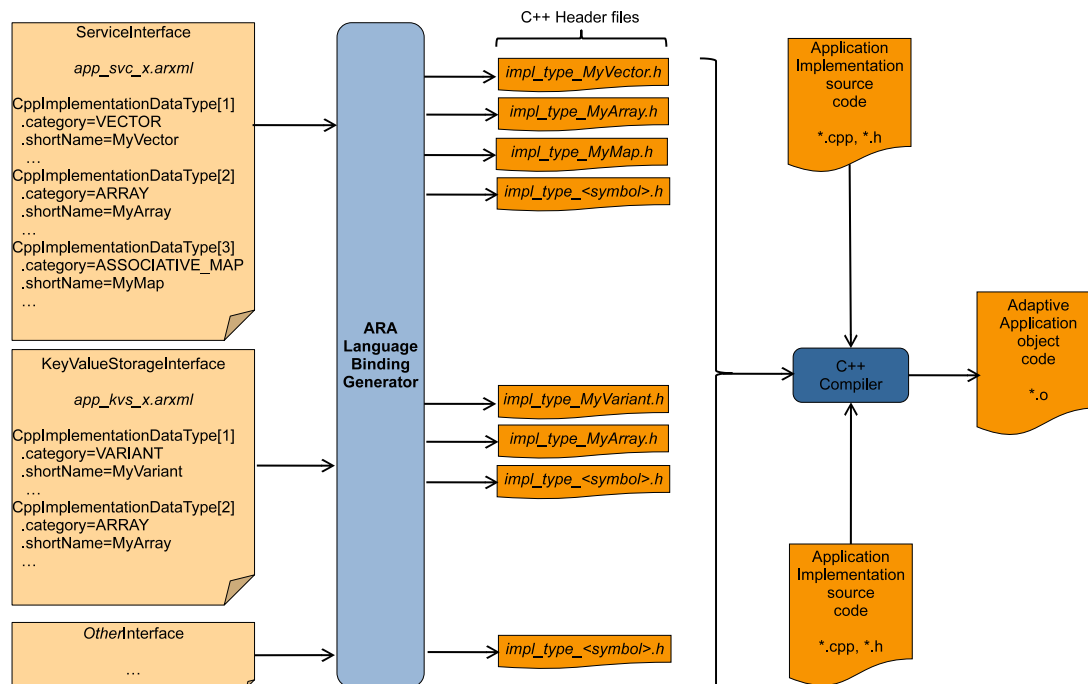 ServiceInterface
app_svc_x.arxml
CppImplementationDataType[1]
.category=VECTOR
.shortName=MyVector
…
CppImplementationDataType[2]
.category=ARRAY
.shortName=MyArray
…
CppImplementationDataType[3]
.category=ASSOCIATIVE_MAP
.shortName=MyMap
…
KeyValueStorageInterface
app_kvs_x.arxml
CppImplementationDataType[1]
.category=VARIANT
.shortName=MyVariant
…
CppImplementationDataType[2]
.category=ARRAY
.shortName=MyArray
…
OtherInterface
…
ARA
Language
Binding
Generator
C++ Header files
impl_type_MyVector.h
impl_type_MyArray.h
impl_type_MyMap.h
impl_type_<symbol>.h
impl_type_MyVariant.h
impl_type_MyArray.h
impl_type_<symbol>.h
impl_type_<symbol>.h
Application
Implementation
source
code
*.cpp, *.h
C++
Compiler
Application
Implementation
source
code
*.cpp, *.h
Adaptive
Application
object
code
*.o